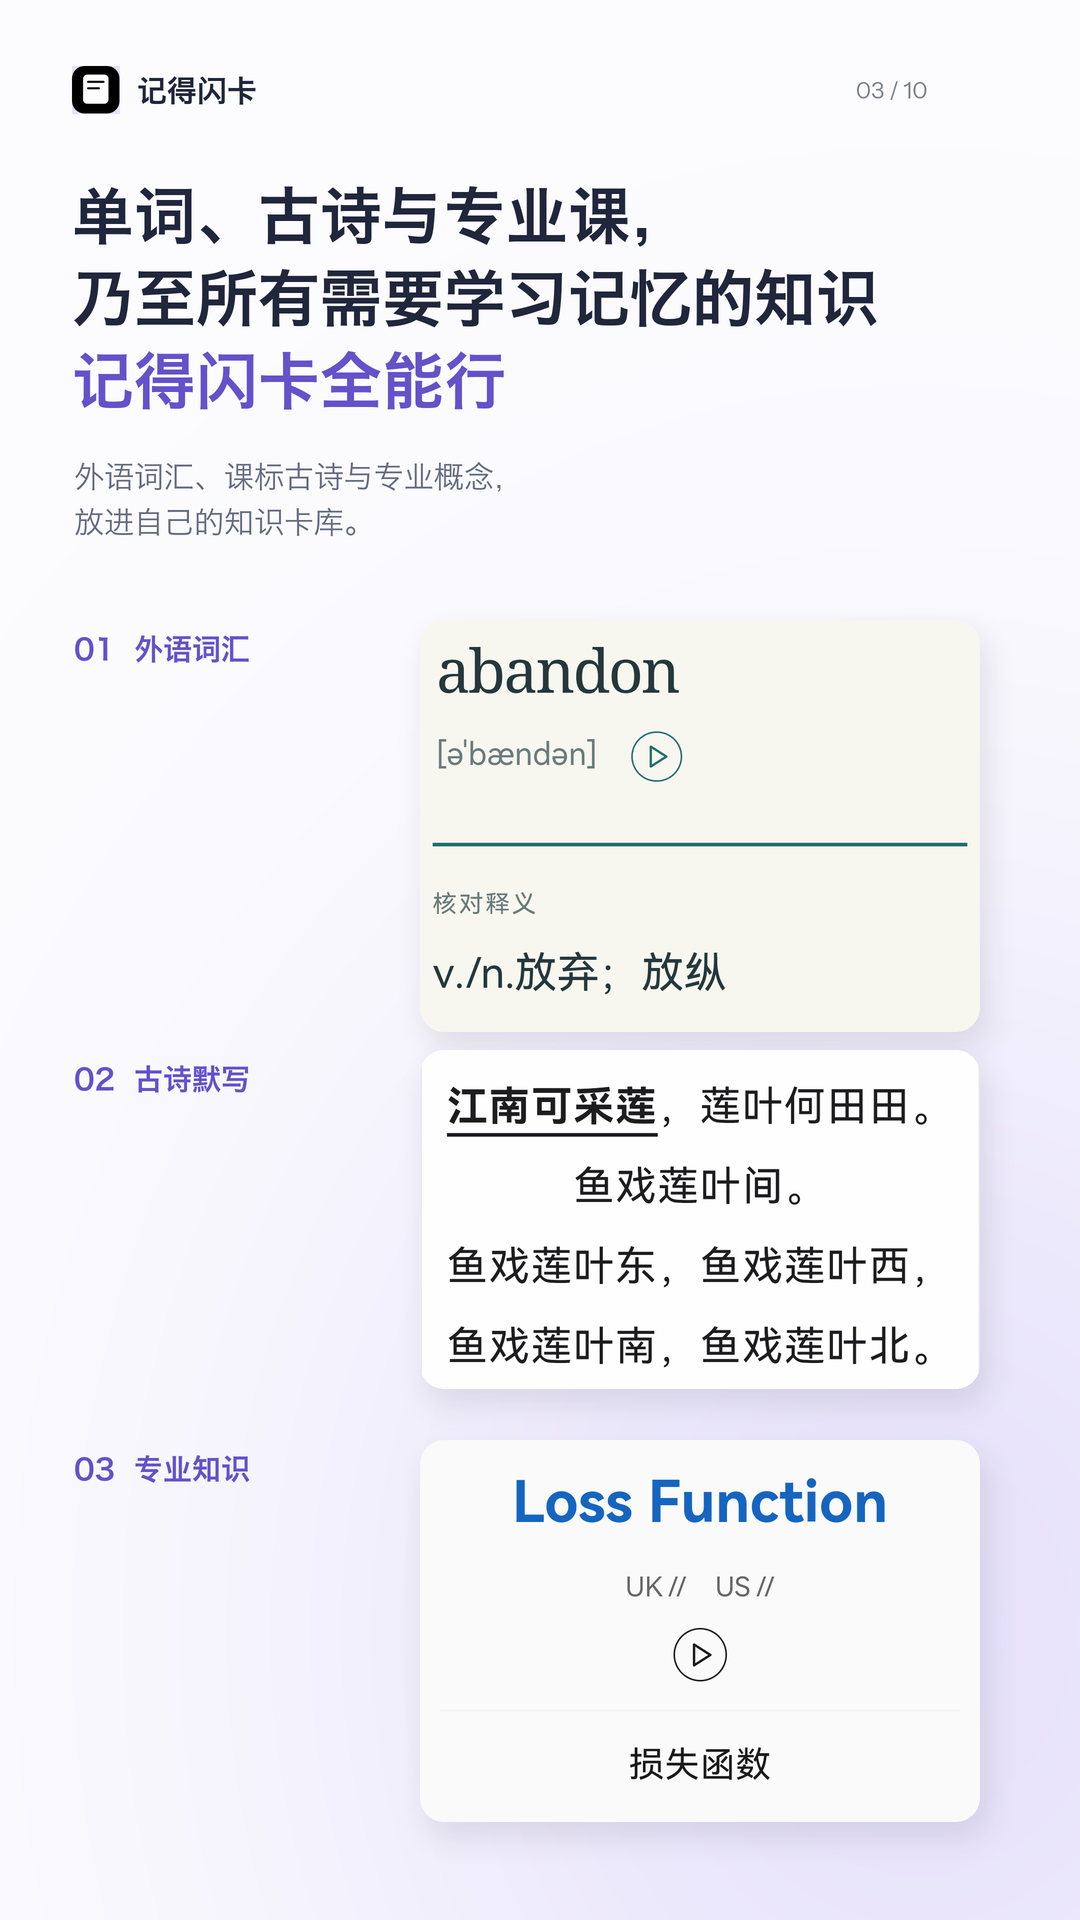 记得闪卡
03 / 10
单词、古诗与专业课，
乃至所有需要学习记忆的知识
记得闪卡全能行
外语词汇、课标古诗与专业概念，
放进自己的知识卡库。
01 外语词汇
abandon
[ə'bændən]
核对释义
v./n.放弃；放纵
02 古诗默写
江南可采莲，莲叶何田田。
鱼戏莲叶间。
鱼戏莲叶东，鱼戏莲叶西，
鱼戏莲叶南，鱼戏莲叶北。
03 专业知识
Loss Function
UK // US //
损失函数